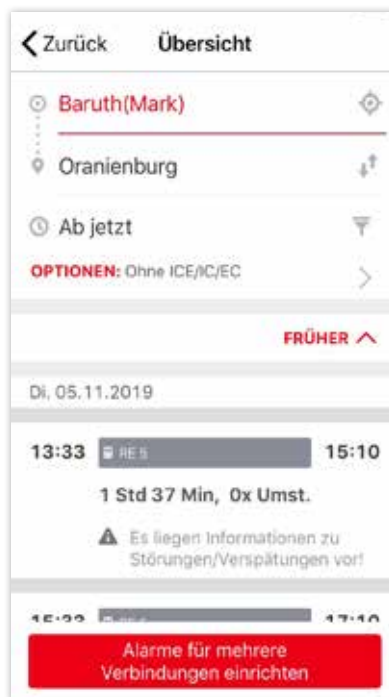 Zurück Übersicht
Baruth(Mark)
Oranienburg
Ab jetzt
OPTIONEN: Ohne ICE/IC/EC
FRÜHER
Di. 05.11.2019
13:33 RE 5 15:10
1 Std 37 Min, 0x Umst.
Es liegen Informationen zu
Störungen/Verspätungen vor!
17:10
Alarme für mehrere
Verbindungen einrichten